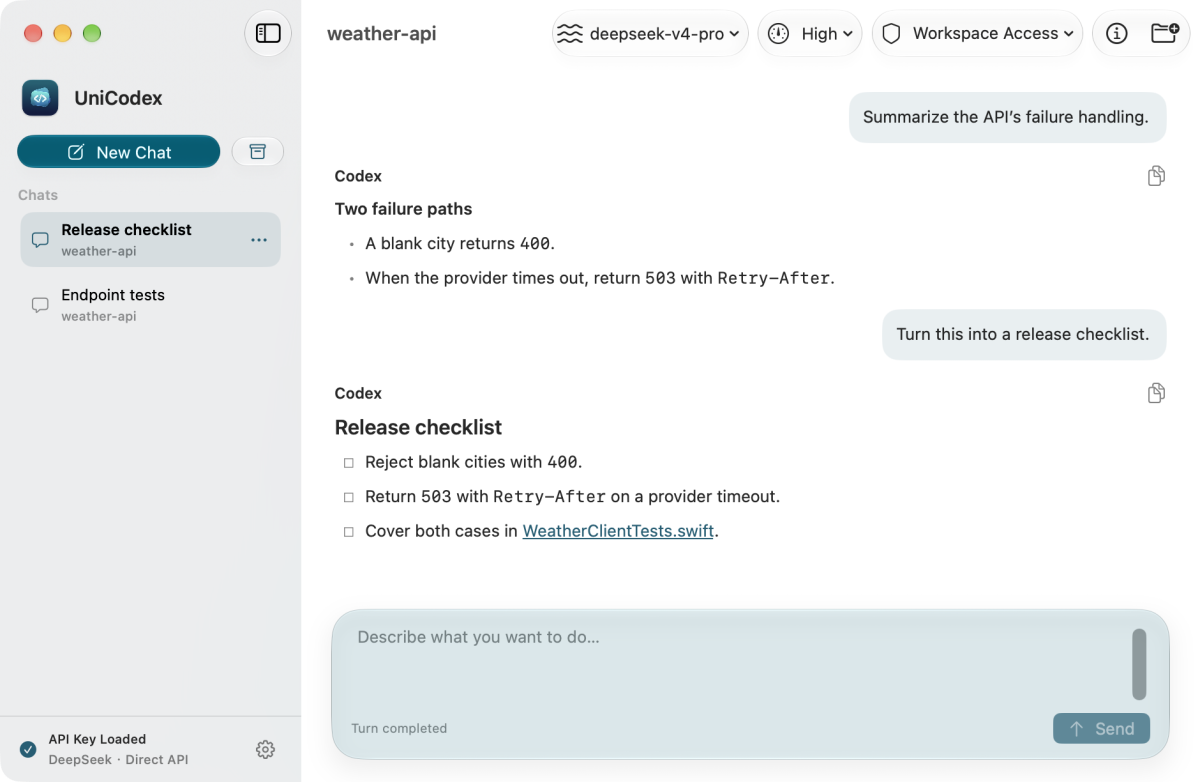 weather-api
deepseek-v4-pro
High
Workspace Access
UniCodex
New Chat
Chats
Release checklist
weather-api
Endpoint tests
weather-api
API Key Loaded
DeepSeek · Direct API
Summarize the API’s failure handling.
Codex
Two failure paths
• A blank city returns 400.
• When the provider times out, return 503 with Retry-After.
Turn this into a release checklist.
Codex
Release checklist
☐ Reject blank cities with 400.
☐ Return 503 with Retry-After on a provider timeout.
☐ Cover both cases in WeatherClientTests.swift.
Describe what you want to do...
Turn completed
Send